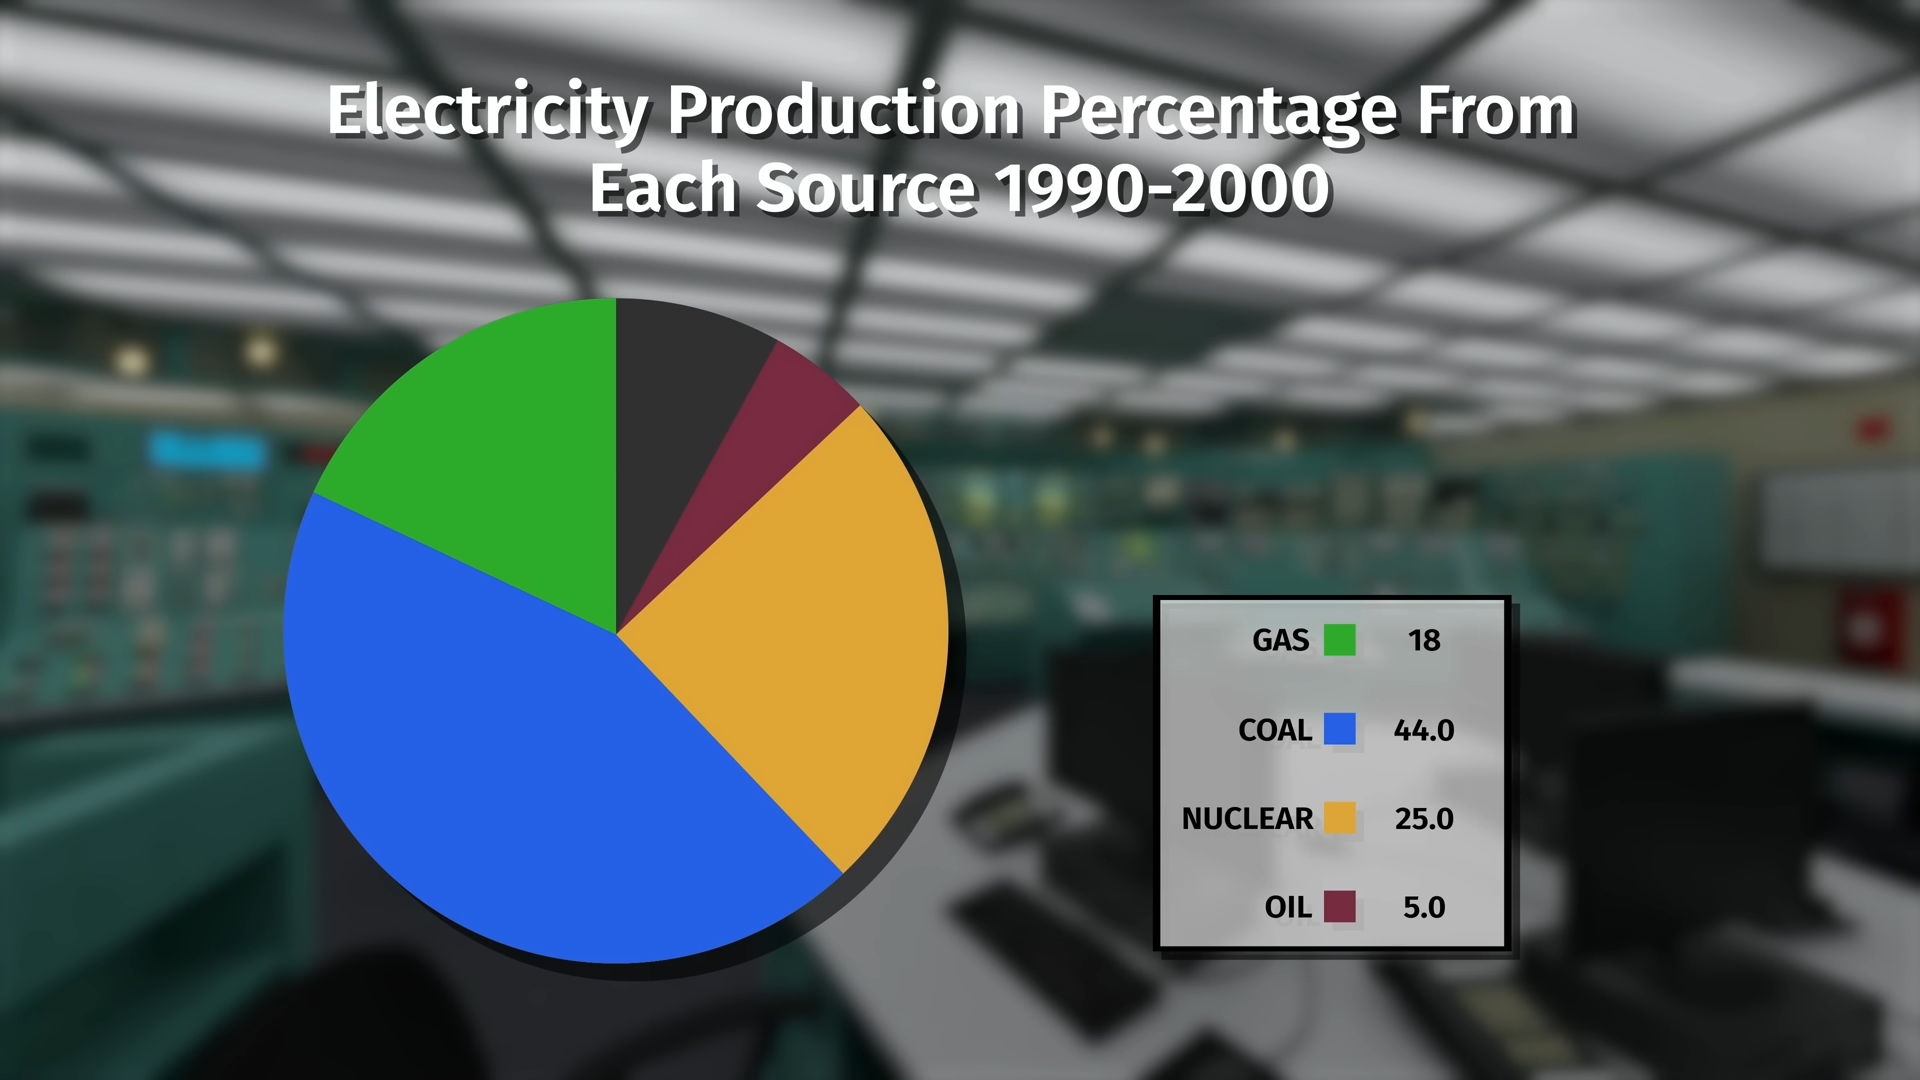 Electricity Production Percentage From
Each Source 1990-2000
GAS 18
COAL 44.0
NUCLEAR 25.0
OIL 5.0